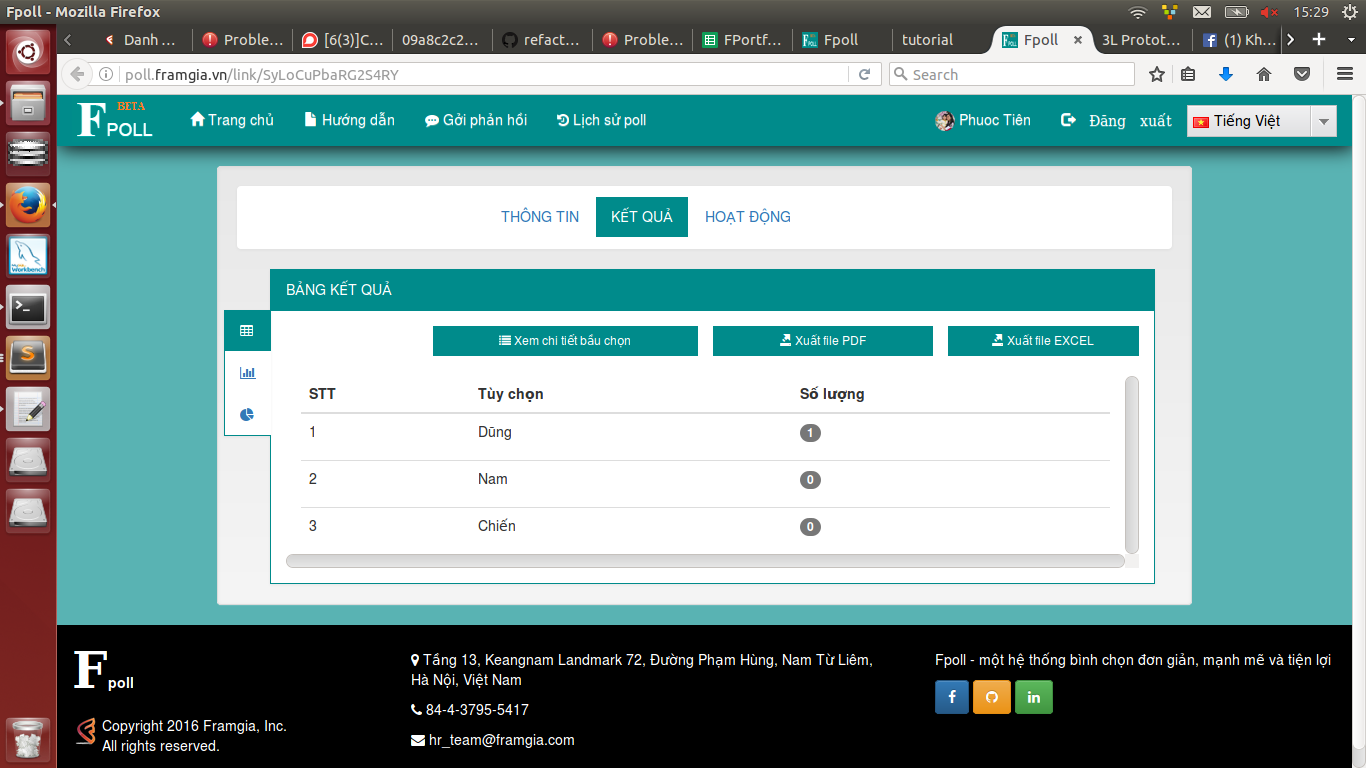 Fpoll - Mozilla Firefox
15:29
Danh ...
Proble...
[6(3)]C...
09a8c2c2...
refact...
Proble...
FPortf...
Fpoll
tutorial
Fpoll
3L Protot...
(1) Kh...
poll.framgia.vn/link/SyLoCuPbaRG2S4RY
Search
F BETA
POLL
Trang chủ
Hướng dẫn
Gởi phản hồi
Lịch sử poll
Phuoc Tiên
Đăng xuất
Tiếng Việt
THÔNG TIN
KẾT QUẢ
HOẠT ĐỘNG
BẢNG KẾT QUẢ
Xem chi tiết bầu chọn
Xuất file PDF
Xuất file EXCEL
STT Tùy chọn Số lượng
1 Dũng 1
2 Nam 0
3 Chiến 0
Fpoll
Copyright 2016 Framgia, Inc.
All rights reserved.
Tầng 13, Keangnam Landmark 72, Đường Phạm Hùng, Nam Từ Liêm,
Hà Nội, Việt Nam
84-4-3795-5417
hr_team@framgia.com
Fpoll - một hệ thống bình chọn đơn giản, mạnh mẽ và tiện lợi